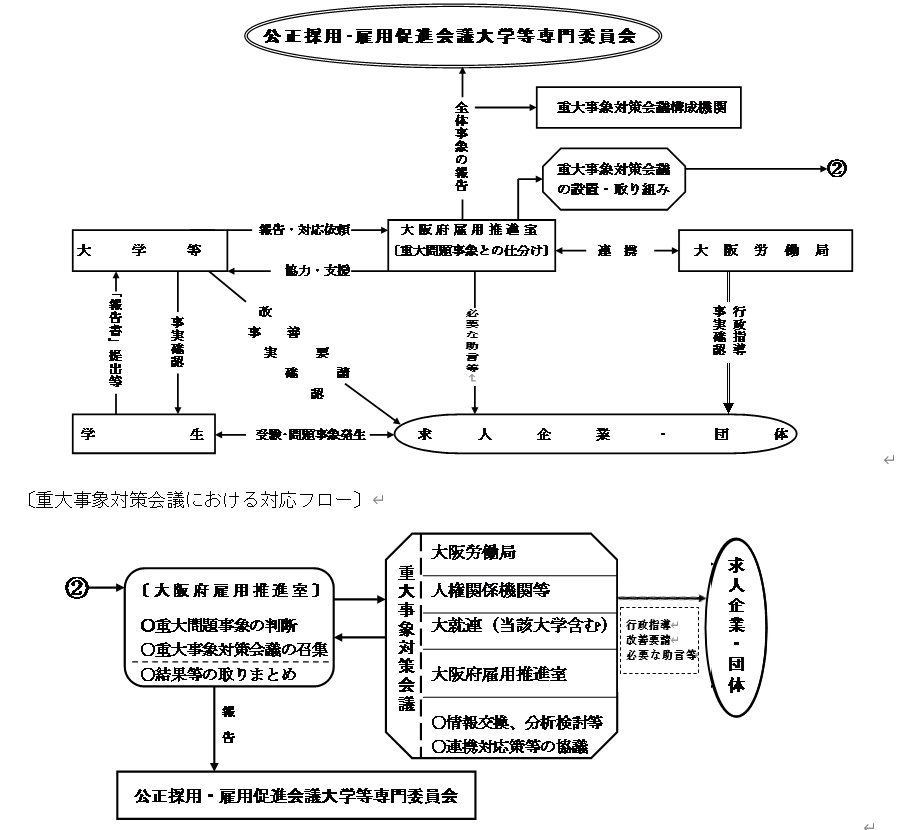 公正採用・雇用促進会議大学等専門委員会
全体事象の報告
重大事象対策会議構成機関
重大事象対策会議
の設置・取り組み
②
大学等
報告・対応依頼
協力・支援
大阪府雇用推進室
〔重大問題事象との仕分け〕
連携
大阪労働局
「報告書」提出等
事実確認
改善要請
事実確認
必要な助言等
行政指導
事実確認
学生
受験・問題事象発生
求人企業・団体
〔重大事象対策会議における対応フロー〕
②
〔大阪府雇用推進室〕
〇重大問題事象の判断
〇重大事象対策会議の召集
〇結果等の取りまとめ
報告
重大事象対策会議
大阪労働局
人権関係機関等
大就連（当該大学含む）
大阪府雇用推進室
〇情報交換、分析検討等
〇連携対応策等の協議
行政指導
改善要請
必要な助言等
求人企業・団体
公正採用・雇用促進会議大学等専門委員会